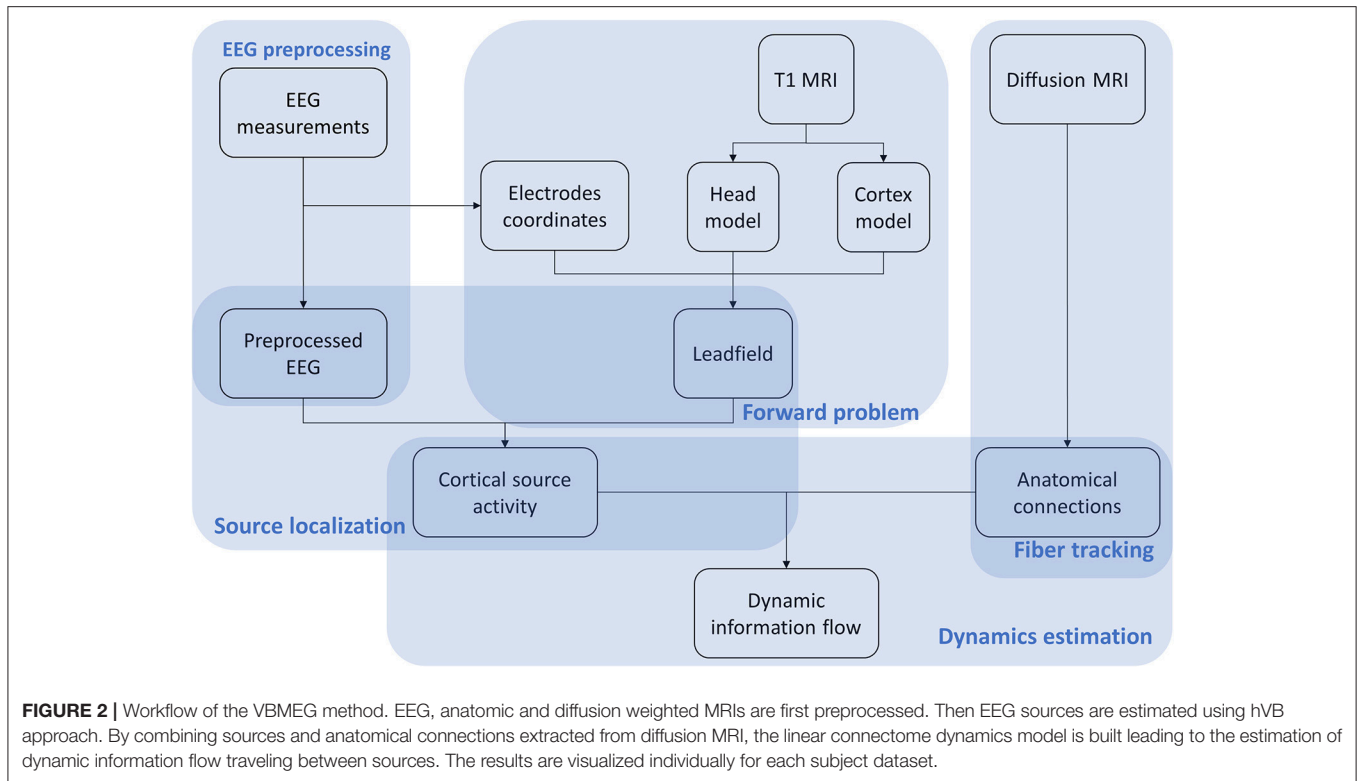 EEG preprocessing
EEG
measurements
T1 MRI
Diffusion MRI
Electrodes
coordinates
Head
model
Cortex
model
Preprocessed
EEG
Leadfield
Forward problem
Cortical source
activity
Anatomical
connections
Source localization
Fiber tracking
Dynamic
information flow
Dynamics estimation
FIGURE 2 | Workflow of the VBMEG method. EEG, anatomic and diffusion weighted MRIs are first preprocessed. Then EEG sources are estimated using hVB
approach. By combining sources and anatomical connections extracted from diffusion MRI, the linear connectome dynamics model is built leading to the estimation of
dynamic information flow traveling between sources. The results are visualized individually for each subject dataset.